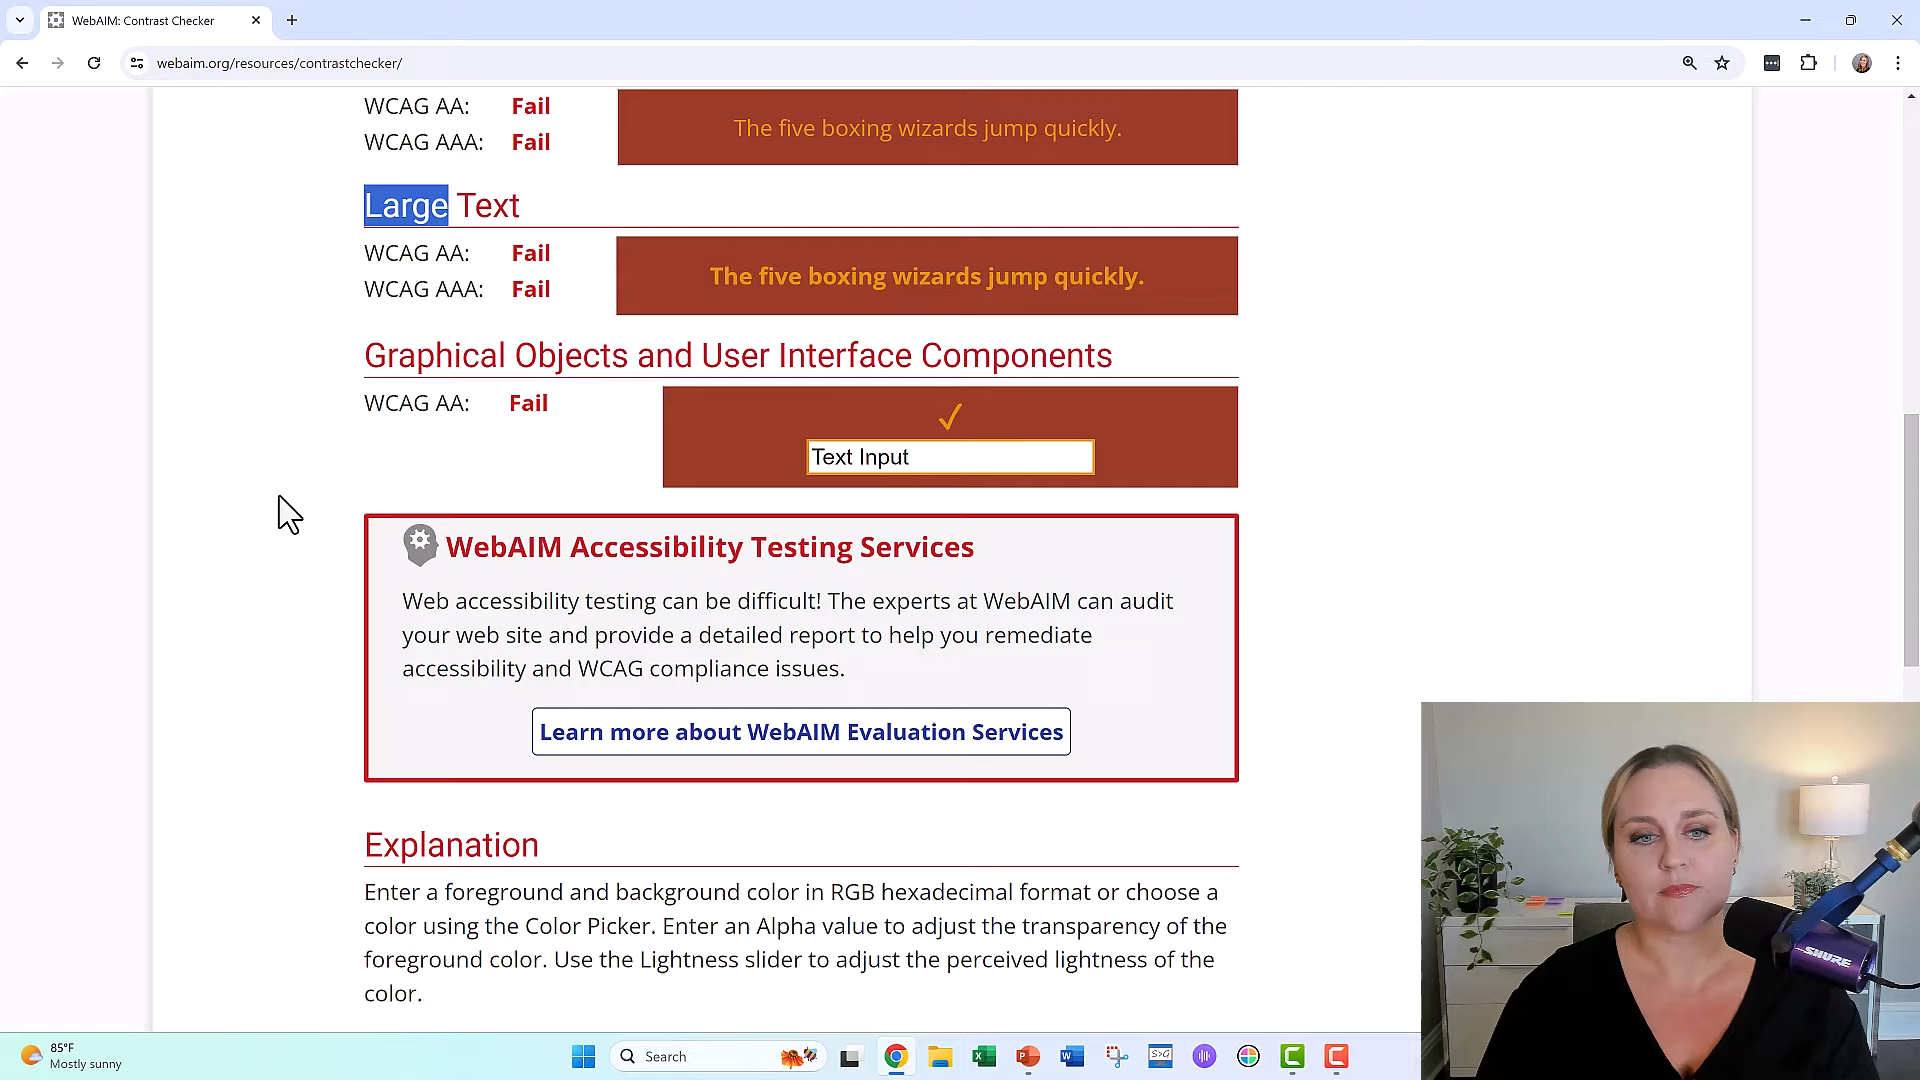 WebAIM: Contrast Checker
webaim.org/resources/contrastchecker/
WCAG AA: Fail
WCAG AAA: Fail
The five boxing wizards jump quickly.
Large Text
WCAG AA: Fail
WCAG AAA: Fail
The five boxing wizards jump quickly.
Graphical Objects and User Interface Components
WCAG AA: Fail
Text Input
WebAIM Accessibility Testing Services
Web accessibility testing can be difficult! The experts at WebAIM can audit
your web site and provide a detailed report to help you remediate
accessibility and WCAG compliance issues.
Learn more about WebAIM Evaluation Services
Explanation
Enter a foreground and background color in RGB hexadecimal format or choose a
color using the Color Picker. Enter an Alpha value to adjust the transparency of the
foreground color. Use the Lightness slider to adjust the perceived lightness of the
color.
SHURE
85°F
Mostly sunny
Search
S>G